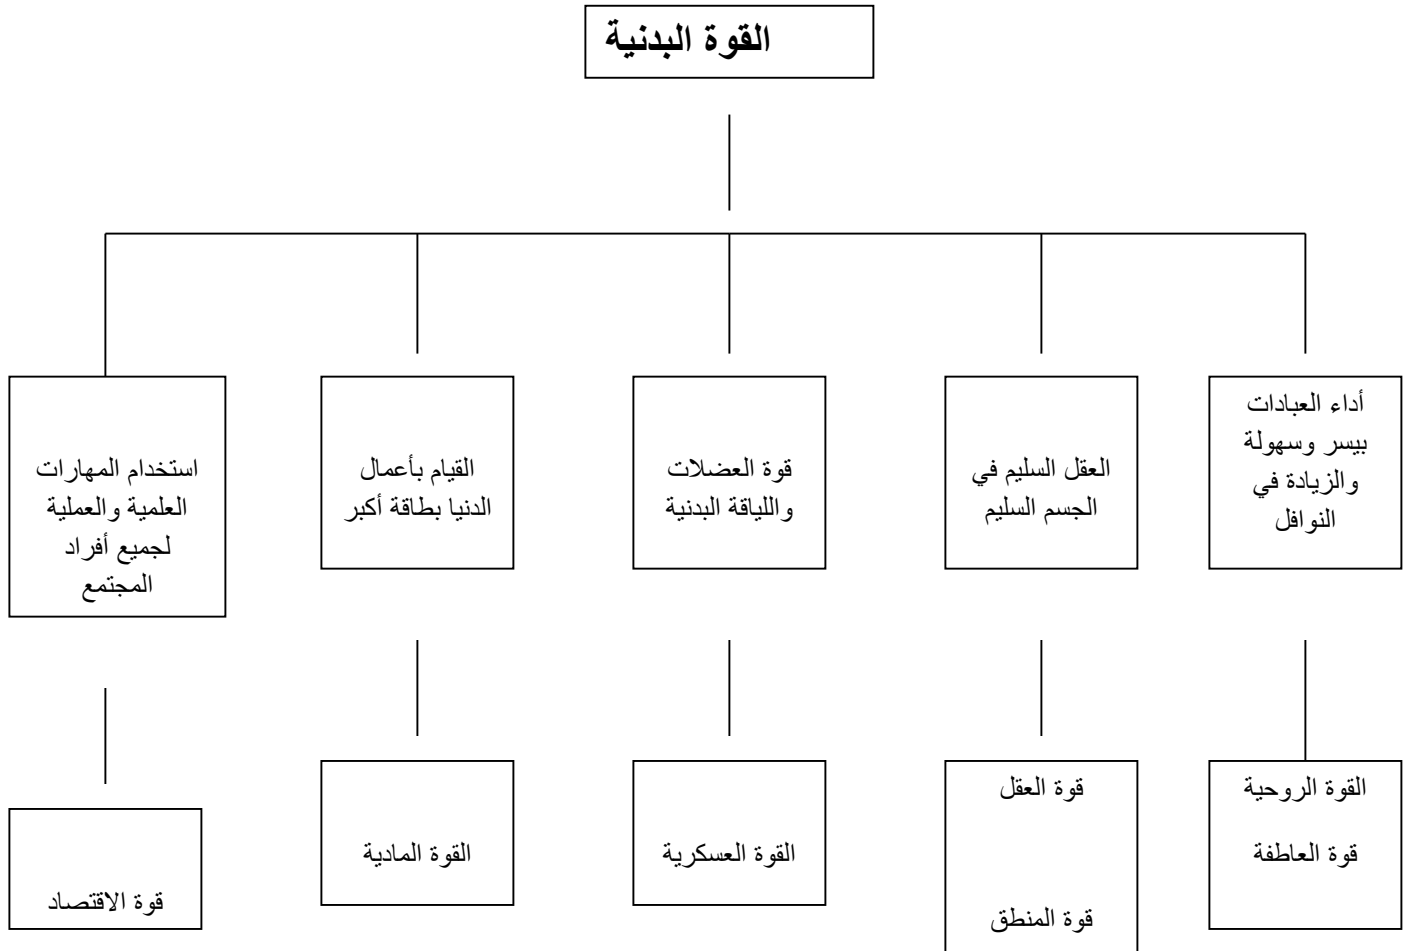 القوة البدنية
أداء العبادات
بيسر وسهولة
والزيادة في
النوافل
العقل السليم في
الجسم السليم
قوة العضلات
واللياقة البدنية
القيام بأعمال
الدنيا بطاقة أكبر
استخدام المهارات
العلمية والعملية
لجميع أفراد
المجتمع
القوة الروحية
قوة العاطفة
قوة العقل
قوة المنطق
القوة العسكرية
القوة المادية
قوة الاقتصاد